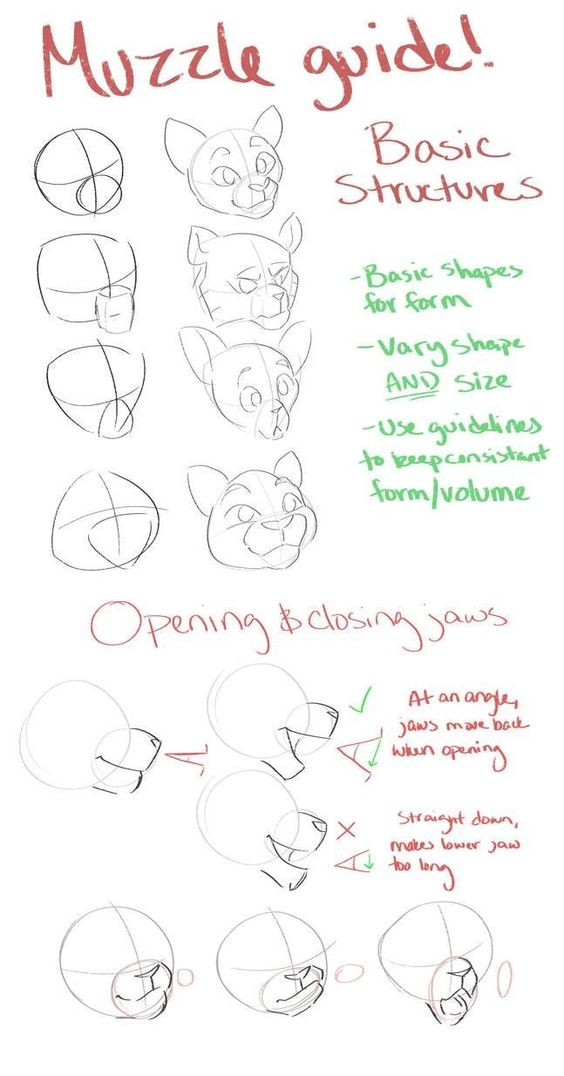 Muzzle guide!
Basic
Structures
-Basic shapes
for form
-Vary shape
AND size
-Use guidelines
to keep consistant
form/volume
Opening & closing jaws
At an angle,
jaws move back
when opening
Straight down,
makes lower jaw
too long